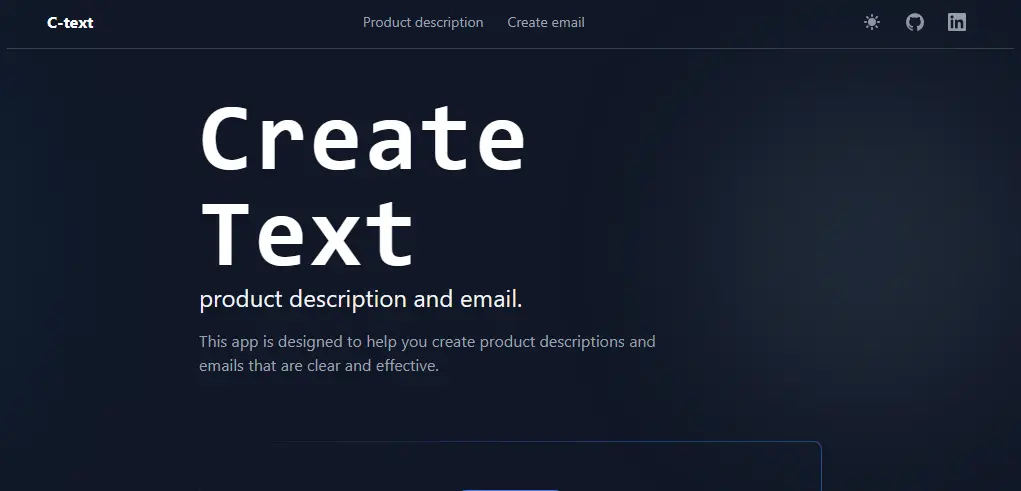 C-text
Product description
Create email
Create
Text
product description and email.
This app is designed to help you create product descriptions and
emails that are clear and effective.